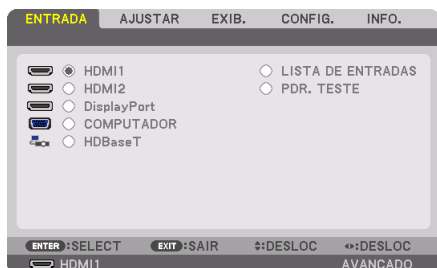 ENTRADA AJUSTAR EXIB. CONFIG. INFO.
HDMI1 LISTA DE ENTRADAS
HDMI2 PDR. TESTE
DisplayPort
COMPUTADOR
HDBaseT
ENTER :SELECT EXIT :SAIR :DESLOC :DESLOC
HDMI1 AVANCADO